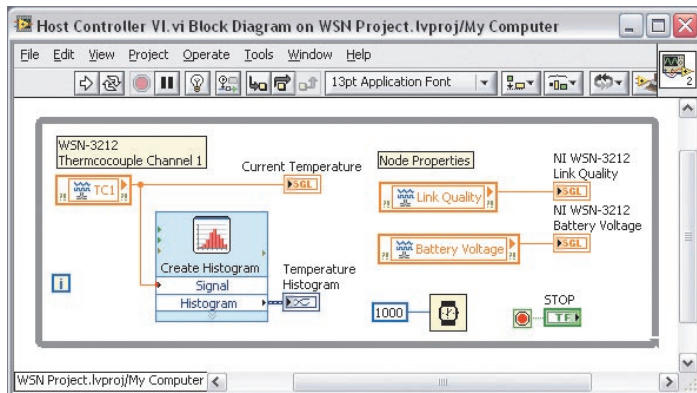 Host Controller VI.vi Block Diagram on WSN Project.lvproj/My Computer
File Edit View Project Operate Tools Window Help
13pt Application Font
2
WSN-3212
Thermcocouple Channel 1
TC1
Current Temperature
SGL
Node Properties
Link Quality
NI WSN-3212
Link Quality
SGL
Battery Voltage
NI WSN-3212
Battery Voltage
SGL
Create Histogram
Signal
Histogram
Temperature
Histogram
i
1000
STOP
TF
WSN Project.lvproj/My Computer